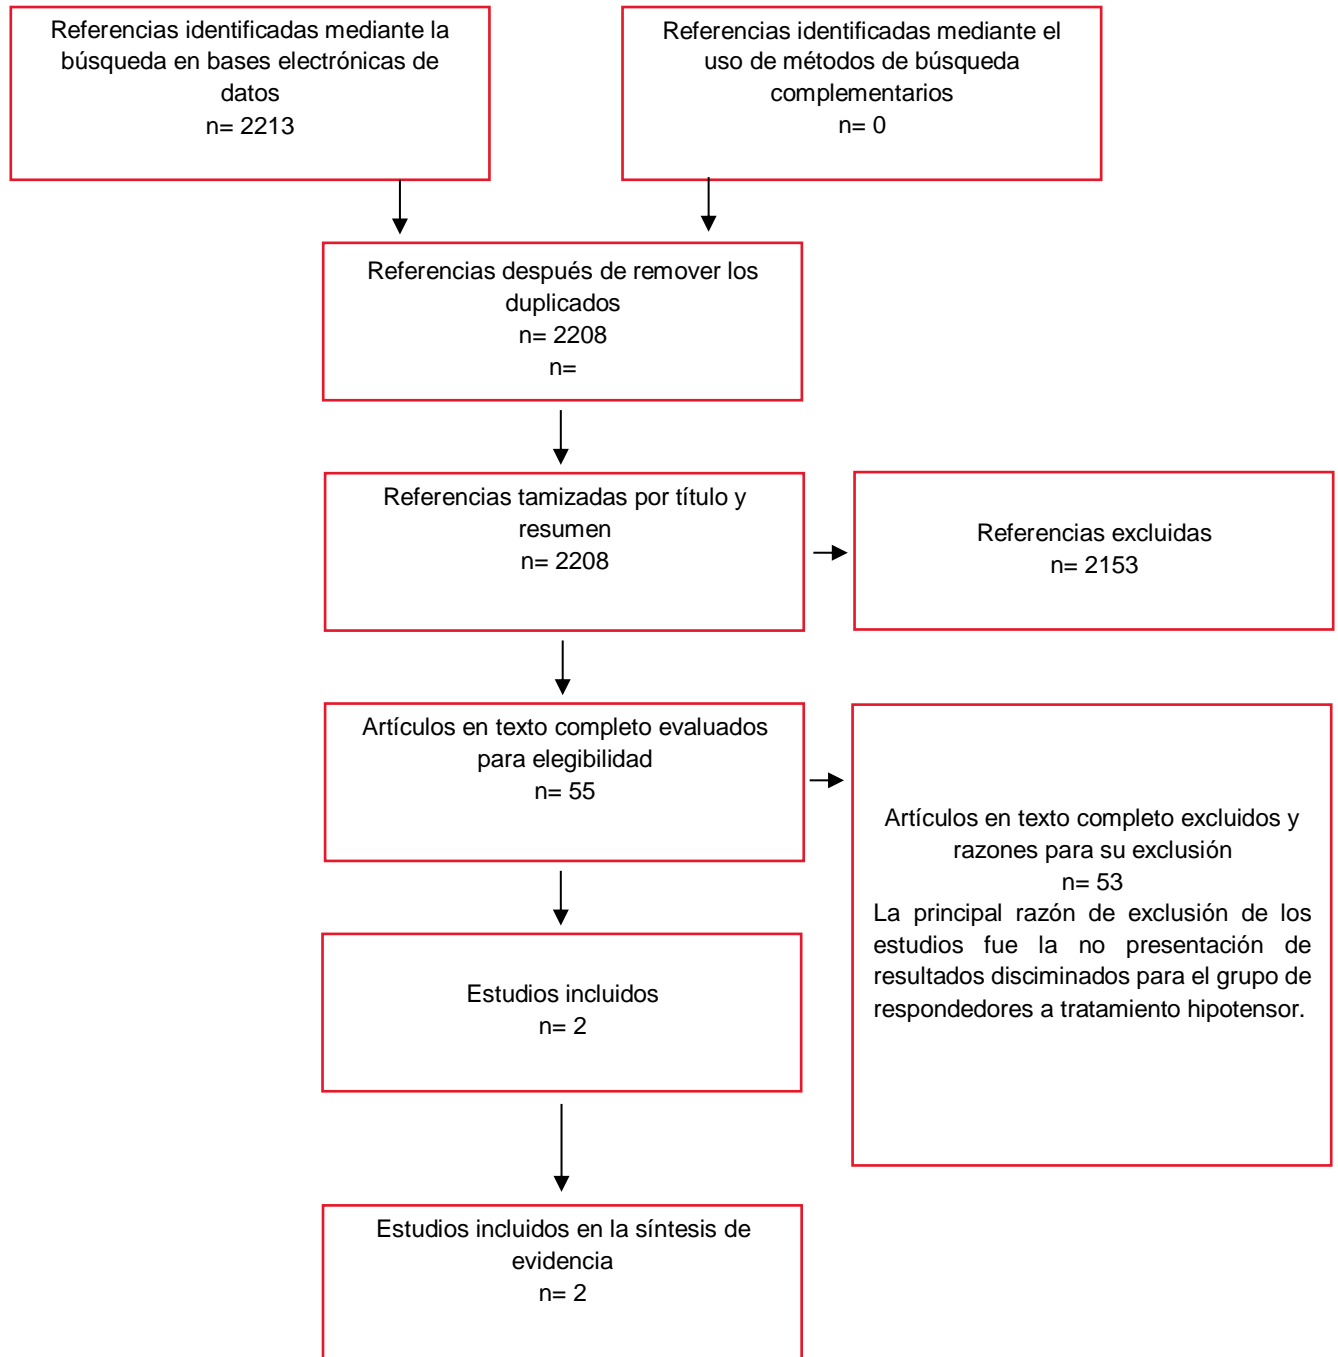 Referencias identificadas mediante la
búsqueda en bases electrónicas de
datos
n= 2213
Referencias identificadas mediante el
uso de métodos de búsqueda
complementarios
n= 0
Referencias después de remover los
duplicados
n= 2208
n=
Referencias tamizadas por título y
resumen
n= 2208
Referencias excluidas
n= 2153
Artículos en texto completo evaluados
para elegibilidad
n= 55
Artículos en texto completo excluidos y
razones para su exclusión
n= 53
La principal razón de exclusión de los
estudios fue la no presentación de
resultados disciminados para el grupo de
respondedores a tratamiento hipotensor.
Estudios incluidos
n= 2
Estudios incluidos en la síntesis de
evidencia
n= 2